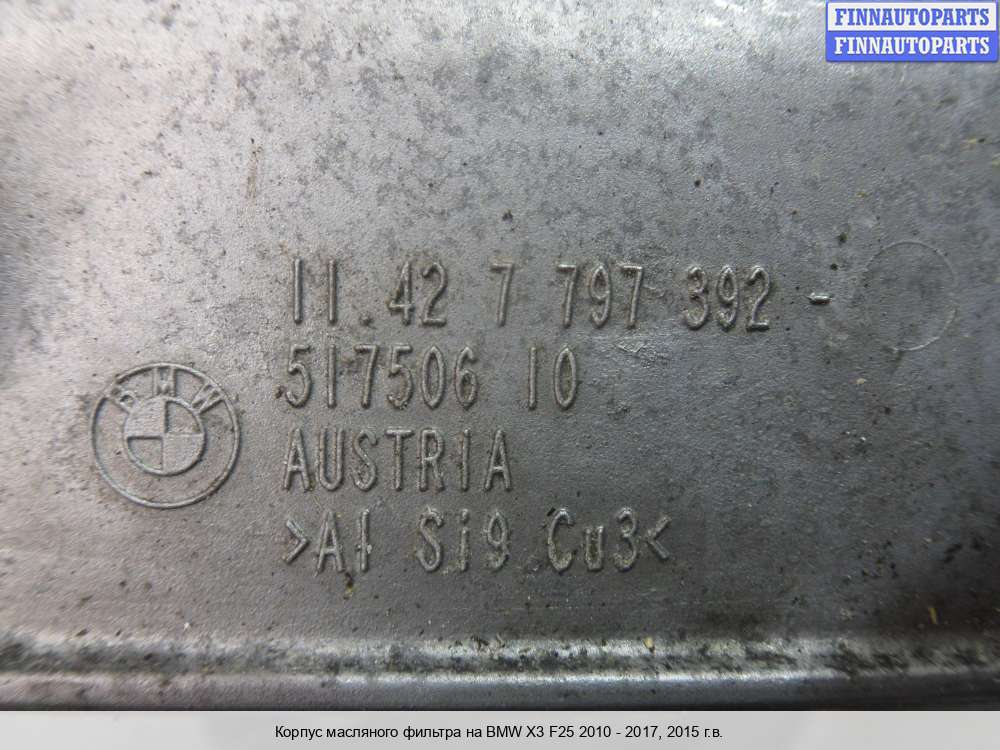 FINNAUTOPARTS
FINNAUTOPARTS
11.42 7 797 392 -
517506 10
BMW
AUSTRIA
>Al Si9 Cu3<
Корпус масляного фильтра на BMW X3 F25 2010 - 2017, 2015 г.в.